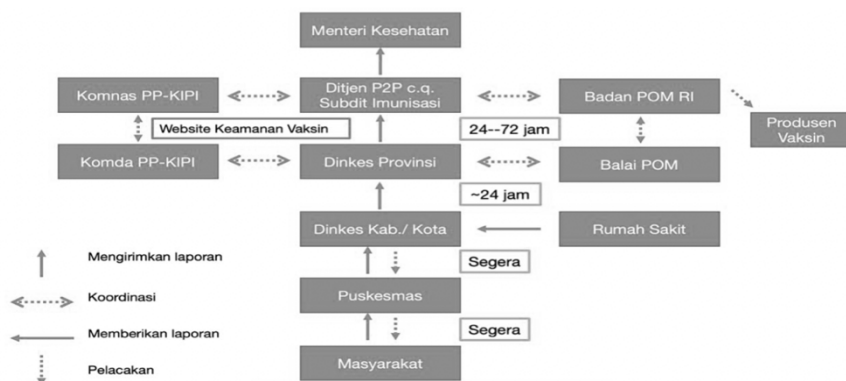 Menteri Kesehatan
Komnas PP-KIPI
Ditjen P2P c.q.
Subdit Imunisasi
Badan POM RI
Website Keamanan Vaksin
24--72 jam
Produsen
Vaksin
Komda PP-KIPI
Dinkes Provinsi
Balai POM
~24 jam
Dinkes Kab./ Kota
Rumah Sakit
Mengirimkan laporan
Segera
Koordinasi
Puskesmas
Memberikan laporan
Segera
Masyarakat
Pelacakan